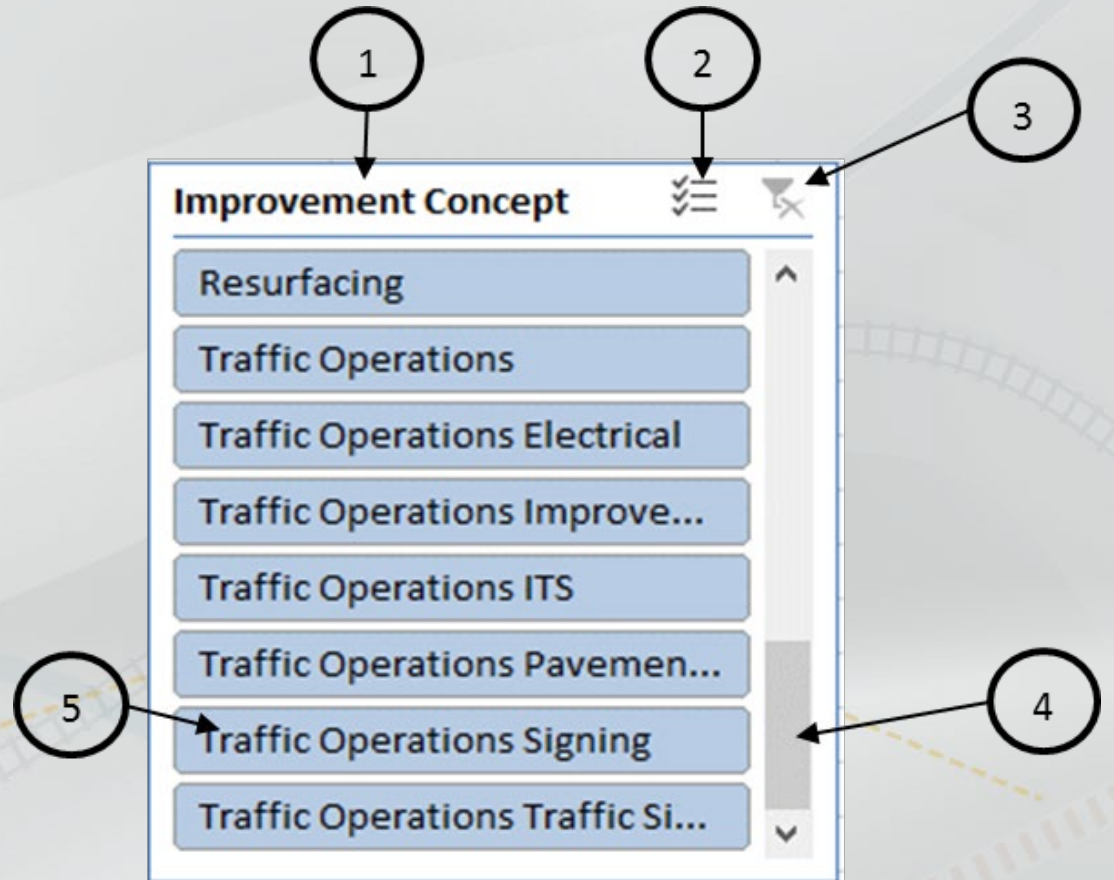 1
2
3
Improvement Concept
Resurfacing
Traffic Operations
Traffic Operations Electrical
Traffic Operations Improve...
Traffic Operations ITS
Traffic Operations Pavemen...
5
Traffic Operations Signing
4
Traffic Operations Traffic Si...